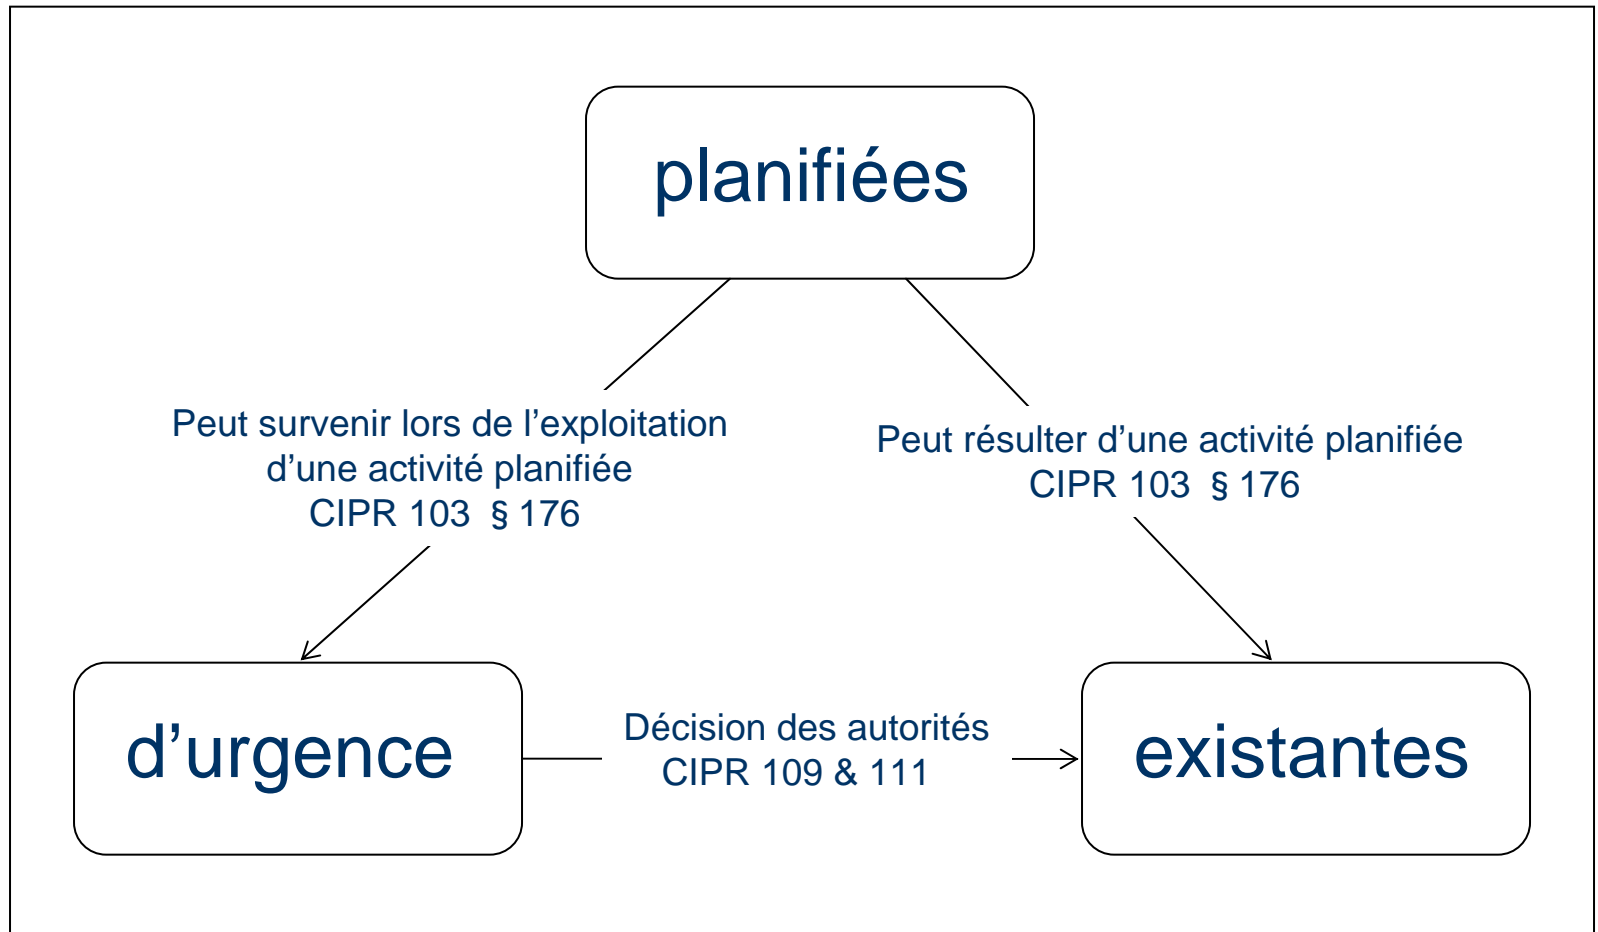 planifiées
Peut survenir lors de l’exploitation
d’une activité planifiée
CIPR 103 § 176
Peut résulter d’une activité planifiée
CIPR 103 § 176
d’urgence
Décision des autorités
CIPR 109 & 111
existantes